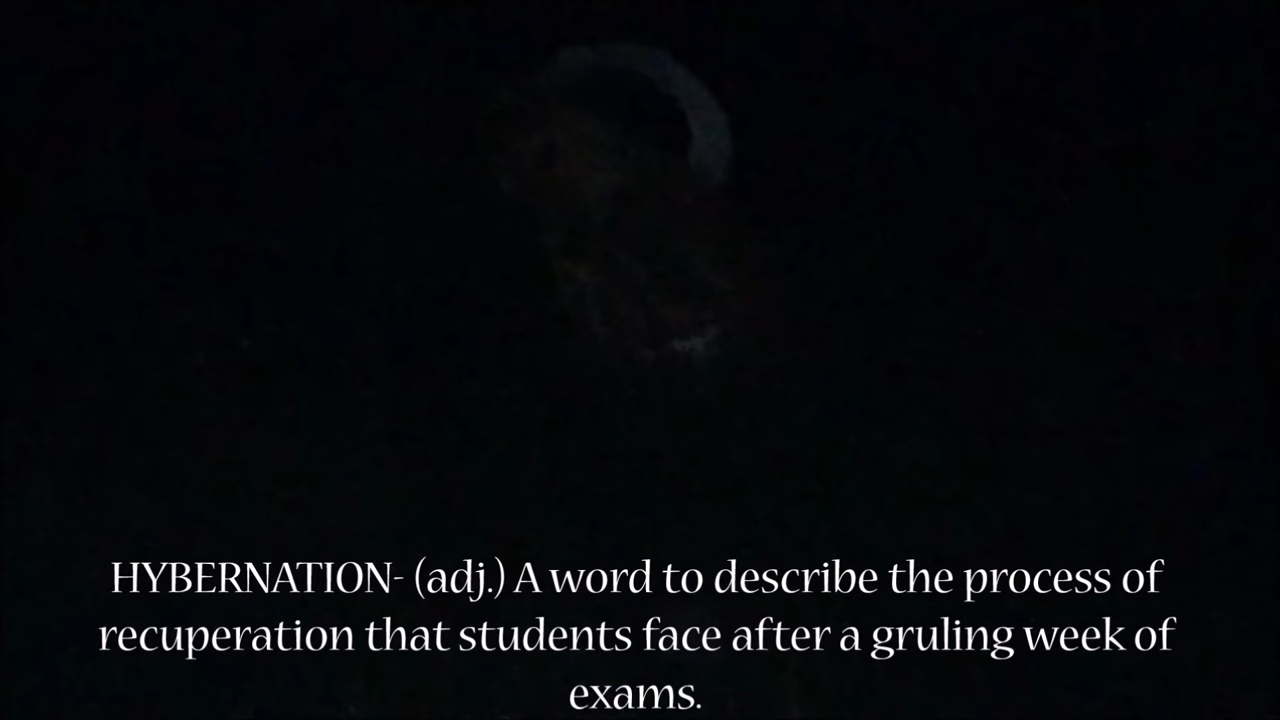 HYBERNATION- (adj.) A word to describe the process of
recuperation that students face after a gruling week of
exams.